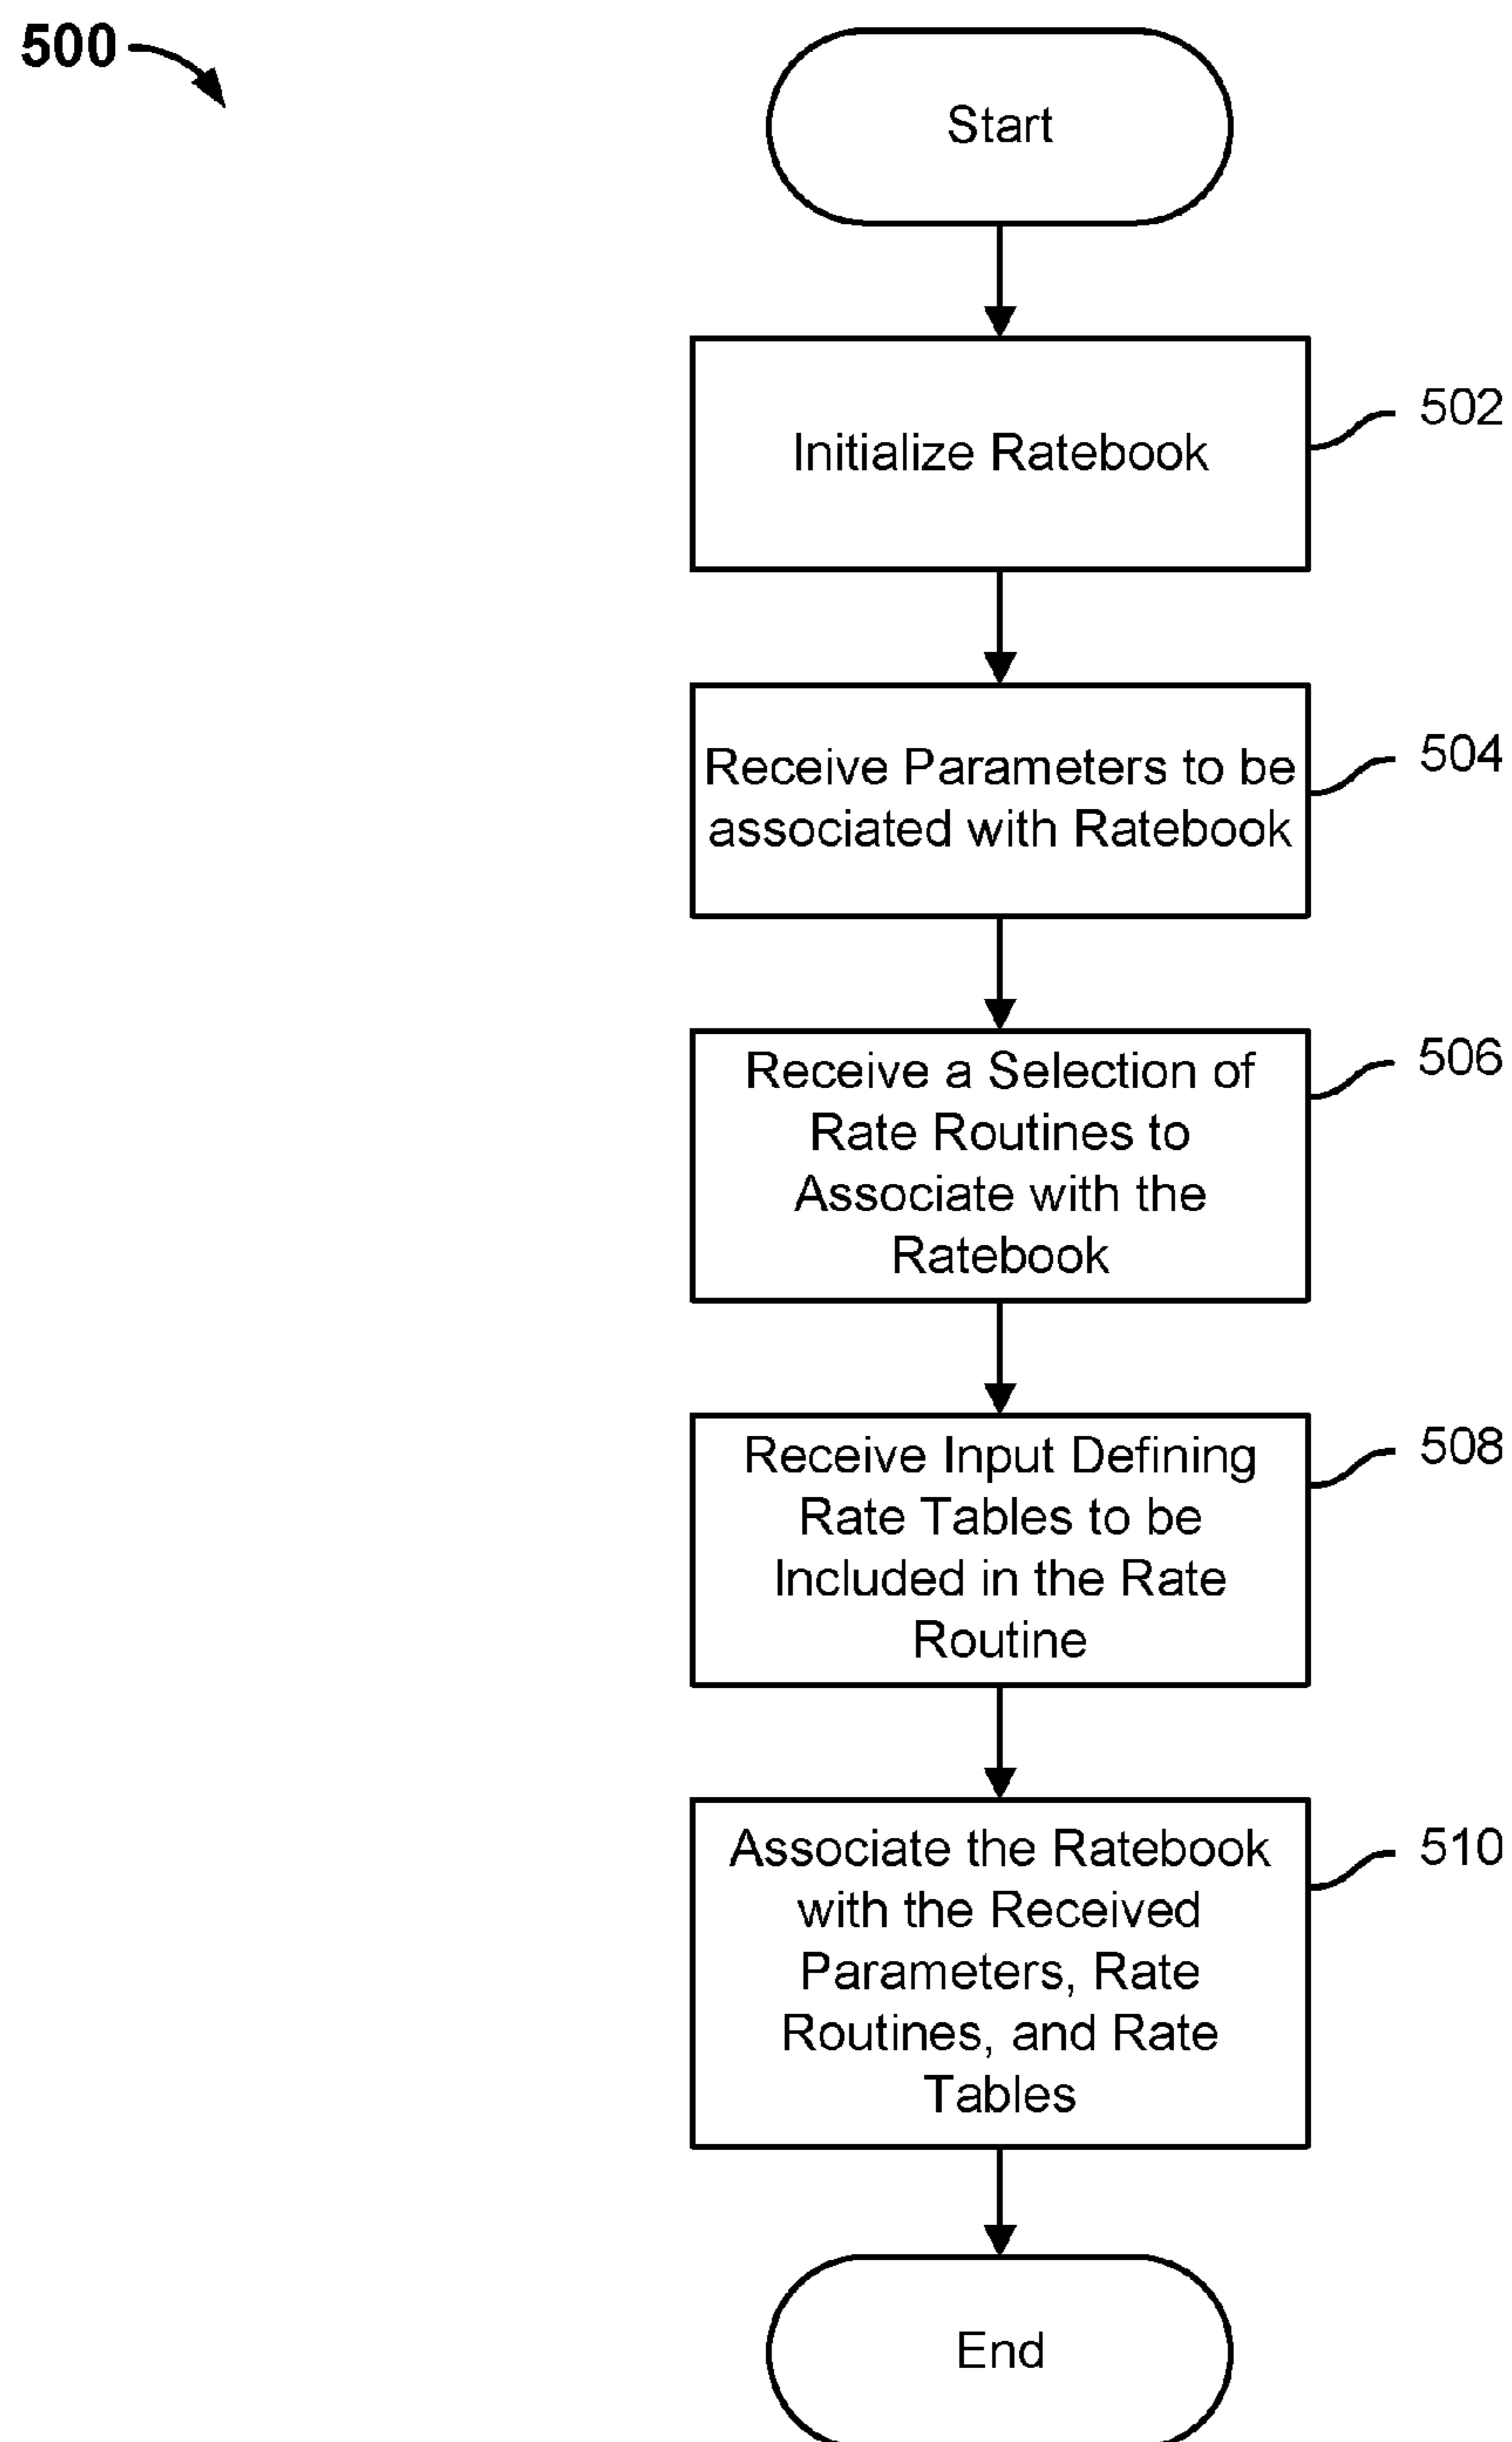 500
Start
Initialize Ratebook
502
Receive Parameters to be
associated with Ratebook
504
Receive a Selection of
Rate Routines to
Associate with the
Ratebook
506
Receive Input Defining
Rate Tables to be
Included in the Rate
Routine
508
Associate the Ratebook
with the Received
Parameters, Rate
Routines, and Rate
Tables
510
End